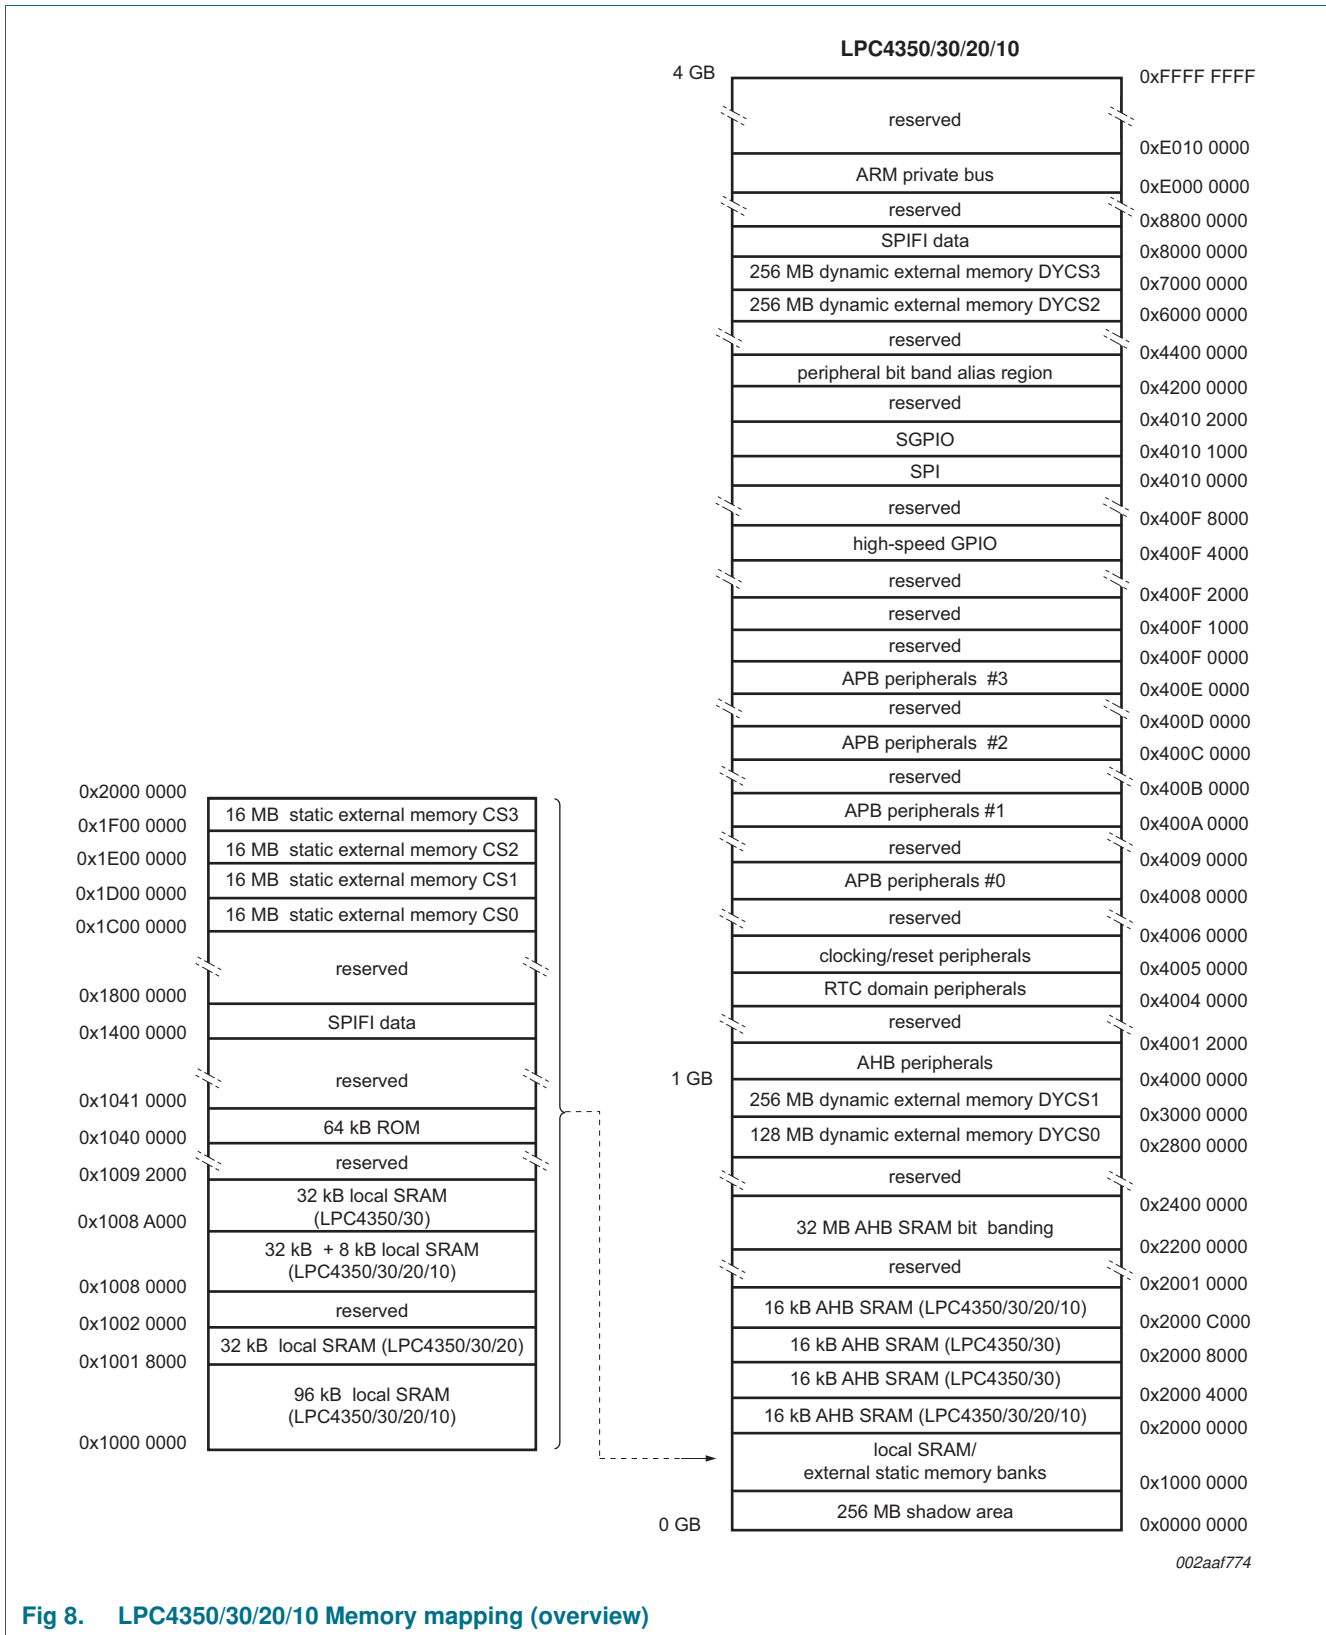 LPC4350/30/20/10
4 GB
0xFFFF FFFF
reserved
0xE010 0000
ARM private bus
0xE000 0000
reserved
0x8800 0000
SPIFI data
0x8000 0000
256 MB dynamic external memory DYCS3
0x7000 0000
256 MB dynamic external memory DYCS2
0x6000 0000
reserved
0x4400 0000
peripheral bit band alias region
0x4200 0000
reserved
0x4010 2000
SGPIO
0x4010 1000
SPI
0x4010 0000
reserved
0x400F 8000
high-speed GPIO
0x400F 4000
reserved
0x400F 2000
reserved
0x400F 1000
reserved
0x400F 0000
APB peripherals #3
0x400E 0000
reserved
0x400D 0000
APB peripherals #2
0x400C 0000
reserved
0x400B 0000
APB peripherals #1
0x400A 0000
reserved
0x4009 0000
APB peripherals #0
0x4008 0000
reserved
0x4006 0000
clocking/reset peripherals
0x4005 0000
RTC domain peripherals
0x4004 0000
reserved
0x4001 2000
AHB peripherals
1 GB
0x4000 0000
256 MB dynamic external memory DYCS1
0x3000 0000
128 MB dynamic external memory DYCS0
0x2800 0000
reserved
0x2400 0000
32 MB AHB SRAM bit banding
0x2200 0000
reserved
0x2001 0000
16 kB AHB SRAM (LPC4350/30/20/10)
0x2000 C000
16 kB AHB SRAM (LPC4350/30)
0x2000 8000
16 kB AHB SRAM (LPC4350/30)
0x2000 4000
16 kB AHB SRAM (LPC4350/30/20/10)
0x2000 0000
local SRAM/
external static memory banks
0x1000 0000
256 MB shadow area
0 GB
0x0000 0000
0x2000 0000
16 MB static external memory CS3
0x1F00 0000
16 MB static external memory CS2
0x1E00 0000
16 MB static external memory CS1
0x1D00 0000
16 MB static external memory CS0
0x1C00 0000
reserved
0x1800 0000
SPIFI data
0x1400 0000
reserved
0x1041 0000
64 kB ROM
0x1040 0000
reserved
0x1009 2000
32 kB local SRAM
(LPC4350/30)
0x1008 A000
32 kB + 8 kB local SRAM
(LPC4350/30/20/10)
0x1008 0000
reserved
0x1002 0000
32 kB local SRAM (LPC4350/30/20)
0x1001 8000
96 kB local SRAM
(LPC4350/30/20/10)
0x1000 0000
002aaf774
Fig 8. LPC4350/30/20/10 Memory mapping (overview)